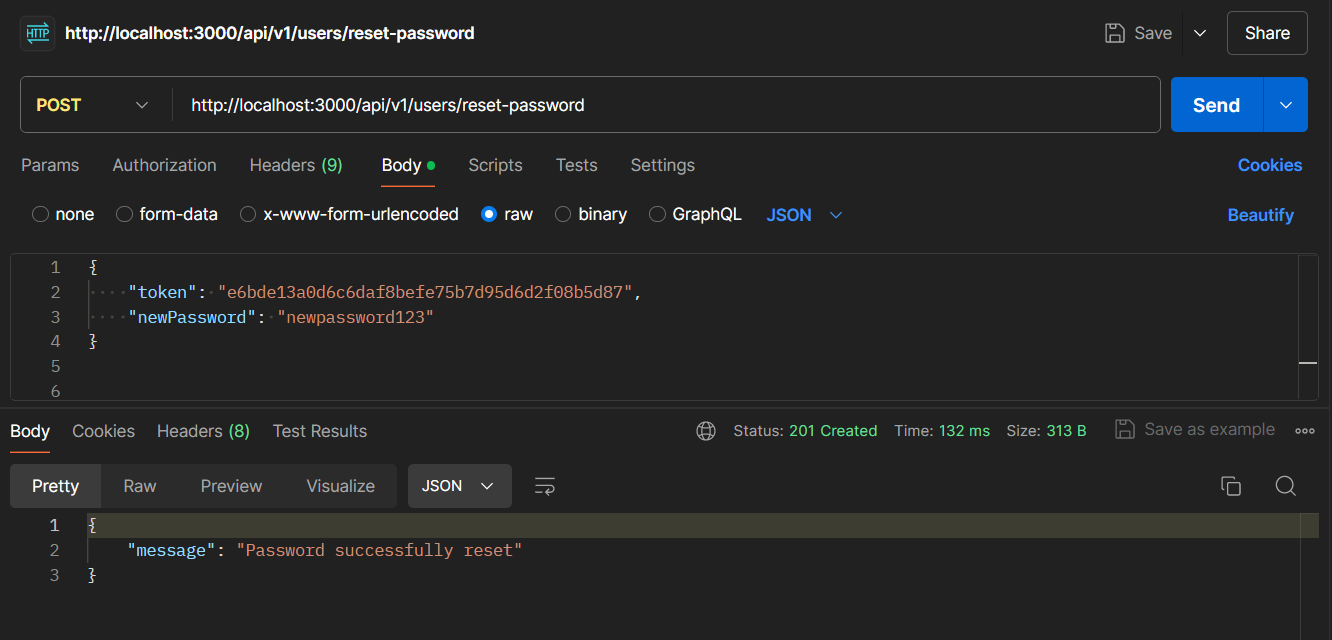 HTTP http://localhost:3000/api/v1/users/reset-password Save Share
POST http://localhost:3000/api/v1/users/reset-password Send
Params Authorization Headers (9) Body Scripts Tests Settings Cookies
none form-data x-www-form-urlencoded raw binary GraphQL JSON Beautify
1 {
2 ····"token":·"e6bde13a0d6c6daf8befe75b7d95d6d2f08b5d87",
3 ····"newPassword":·"newpassword123"
4 }
5
6
Body Cookies Headers (8) Test Results Status: 201 Created Time: 132 ms Size: 313 B Save as example
Pretty Raw Preview Visualize JSON
1 {
2 "message": "Password successfully reset"
3 }